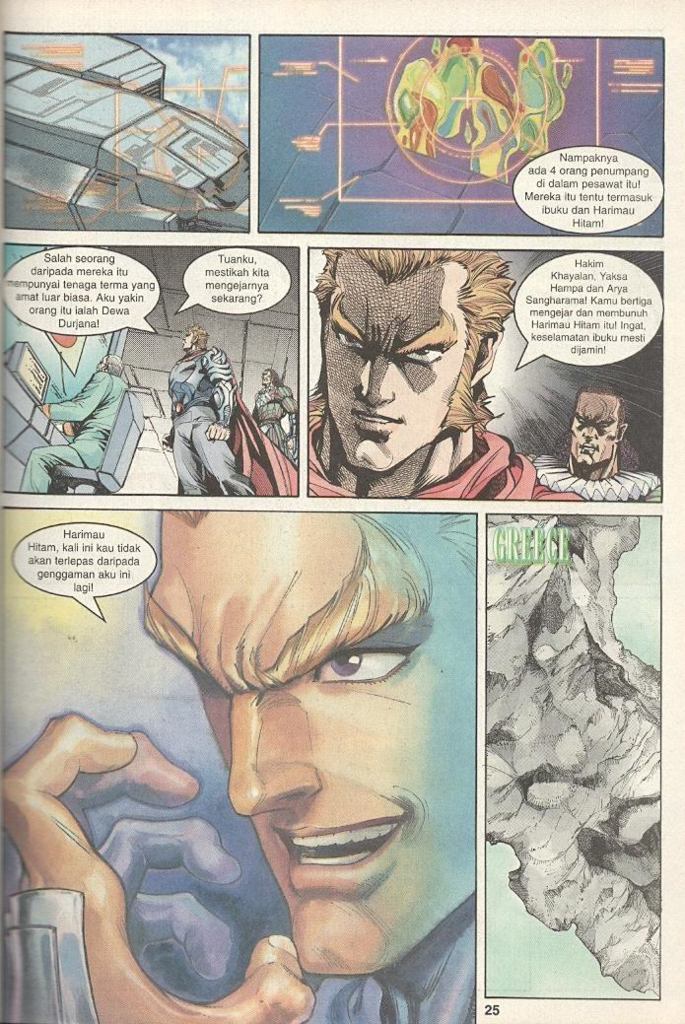 Nampaknya
ada 4 orang penumpang
di dalam pesawat itu!
Mereka itu tentu termasuk
ibuku dan Harimau
Hitam!
Salah seorang
daripada mereka itu
mempunyai tenaga terma yang
amat luar biasa. Aku yakin
orang itu ialah Dewa
Durjana!
Tuanku,
mestikah kita
mengejarnya
sekarang?
Hakim
Khayalan, Yaksa
Hampa dan Arya
Sangharama! Kamu bertiga
mengejar dan membunuh
Harimau Hitam itu! Ingat,
keselamatan ibuku mesti
dijamin!
Harimau
Hitam, kali ini kau tidak
akan terlepas daripada
genggaman aku ini
lagi!
GREECE
25